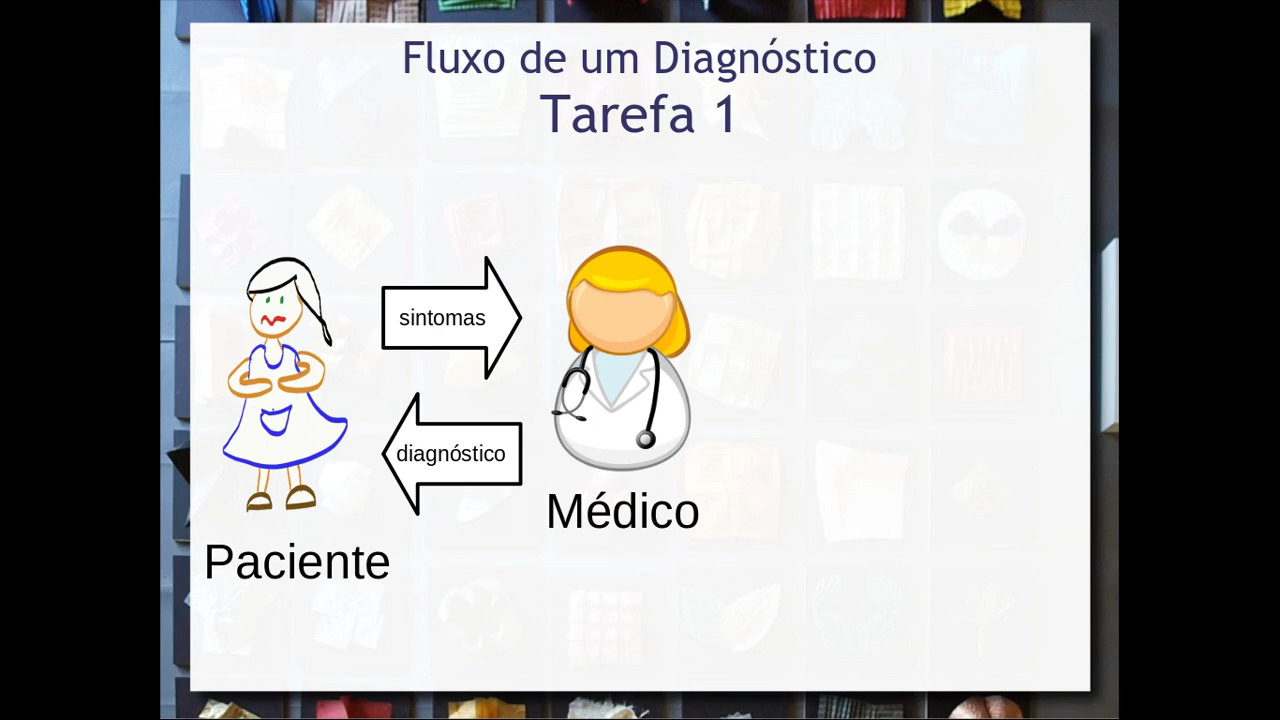 Fluxo de um Diagnóstico
Tarefa 1
sintomas
diagnóstico
Médico
Paciente